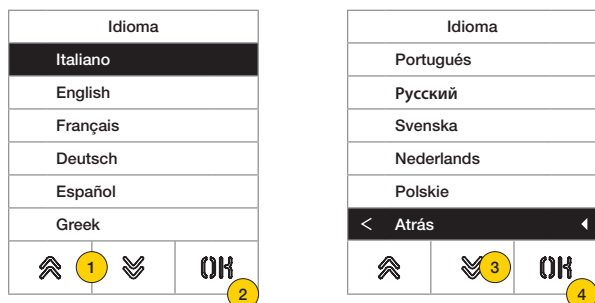 Idioma
Italiano
English
Français
Deutsch
Español
Greek
1
OK
2
Idioma
Portugués
Русский
Svenska
Nederlands
Polskie
< Atrás
3
OK
4